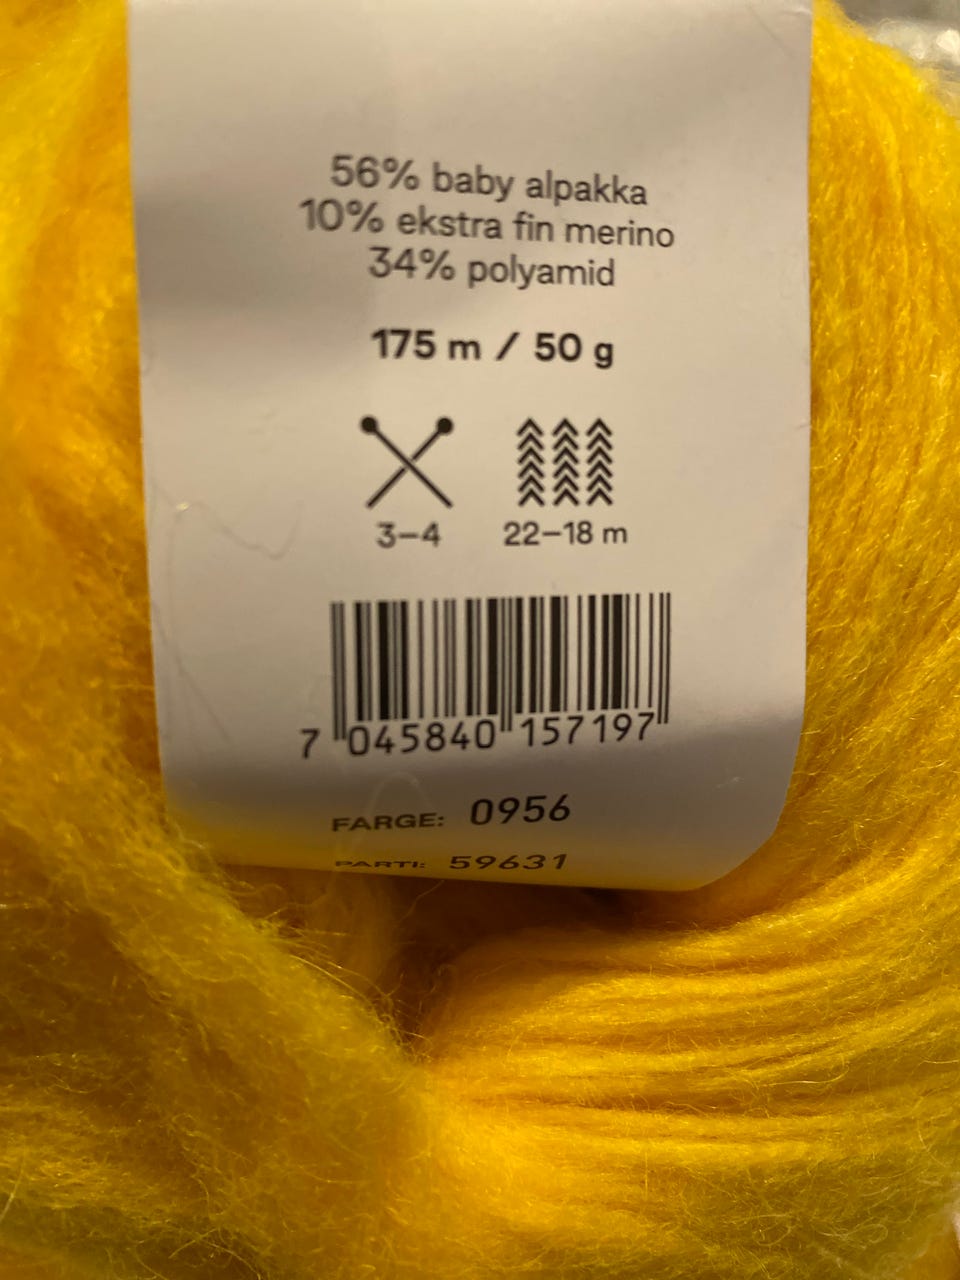 56% baby alpakka
10% ekstra fin merino
34% polyamid
175 m / 50 g
3–4 22–18 m
7 045840 157197
FARGE: 0956
PARTI: 59631